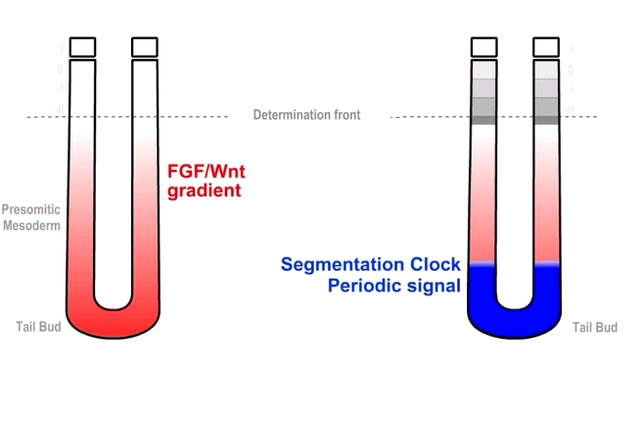 Determination front
FGF/Wnt
gradient
Presomitic
Mesoderm
Segmentation Clock
Periodic signal
Tail Bud
Tail Bud